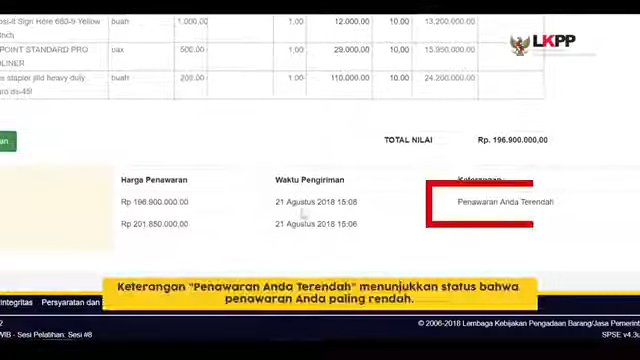 Sign Here 680-9 Yellow
buah
1.000.00
1.00
12.000.00
10.00
13.200.000.00
LKPP
POINT STANDARD PRO
500.00
1.00
29.000.00
10.00
15.950.000.00
stapler jilid heavy duty
buah
200.00
1.00
110.000.00
10.00
24.200.000.00
TOTAL NILAI
Rp. 196.900.000,00
Harga Penawaran
Waktu Pengiriman
Keterangan
Rp 196.900.000.00
21 Agustus 2018 15:08
Penawaran Anda Terendah
Rp 201.850.000,00
21 Agustus 2018 15:06
Keterangan "Penawaran Anda Terendah" menunjukkan status bahwa
penawaran Anda paling rendah.
Persyaratan dan
© 2006-2018 Lembaga Kebijakan Pengadaan Barang/Jasa
WIB - Sesi Pelatihan: Sesi #8